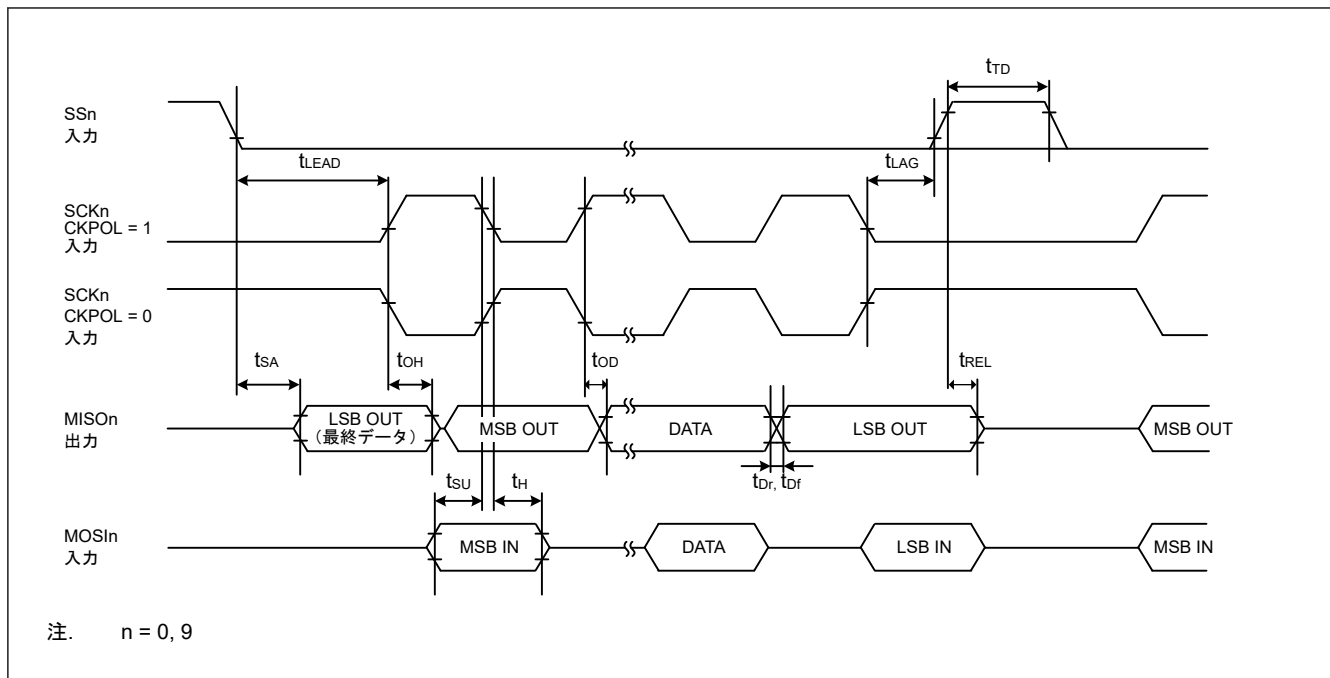 tTD
SSn
入力
tLEAD
tLAG
SCKn
CKPOL = 1
入力
SCKn
CKPOL = 0
入力
tSA
tOH
tOD
tREL
MISOn
出力
LSB OUT
(最終データ)
MSB OUT
DATA
LSB OUT
MSB OUT
tSU
tH
tDr, tDf
MOSIn
入力
MSB IN
DATA
LSB IN
MSB IN
注. n = 0, 9